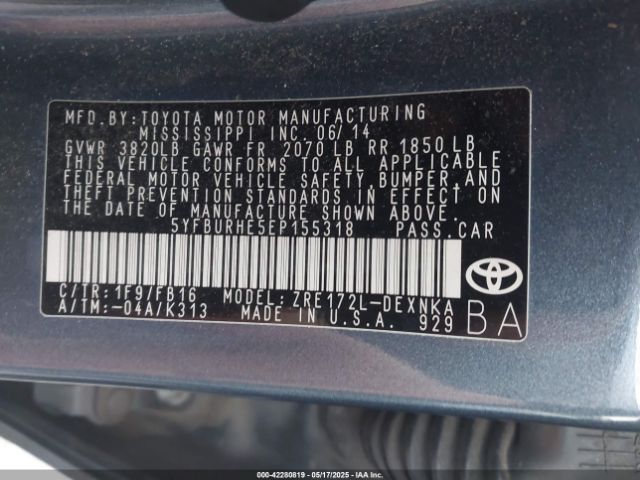 MFD. BY: TOYOTA MOTOR MANUFACTURING
MISSISSIPPI INC. 06/14
GVWR 3820LB GAWR FR 2070 LB RR 1850 LB
THIS VEHICLE CONFORMS TO ALL APPLICABLE
FEDERAL MOTOR VEHICLE SAFETY, BUMPER, AND
THEFT PREVENTION STANDARDS IN EFFECT ON
THE DATE OF MANUFACTURE SHOWN ABOVE.
5YFBURHE5EP155318 PASS. CAR
C/TR: 1F9/FB16 MODEL: ZRE172L-DEXNKA
A/TM: -04A/K313 MADE IN U.S.A. 929
TOYOTA
BA
000-42280819 - 05/17/2025 - IAAI.COM